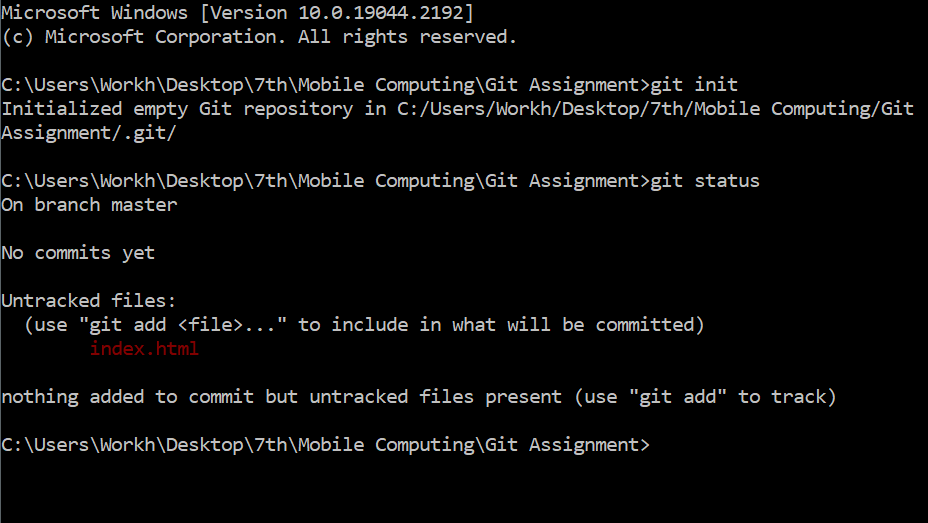 Microsoft Windows [Version 10.0.19044.2192]
(c) Microsoft Corporation. All rights reserved.
C:\Users\Workh\Desktop\7th\Mobile Computing\Git Assignment>git init
Initialized empty Git repository in C:/Users/Workh/Desktop/7th/Mobile Computing/Git
Assignment/.git/
C:\Users\Workh\Desktop\7th\Mobile Computing\Git Assignment>git status
On branch master
No commits yet
Untracked files:
(use "git add <file>..." to include in what will be committed)
index.html
nothing added to commit but untracked files present (use "git add" to track)
C:\Users\Workh\Desktop\7th\Mobile Computing\Git Assignment>